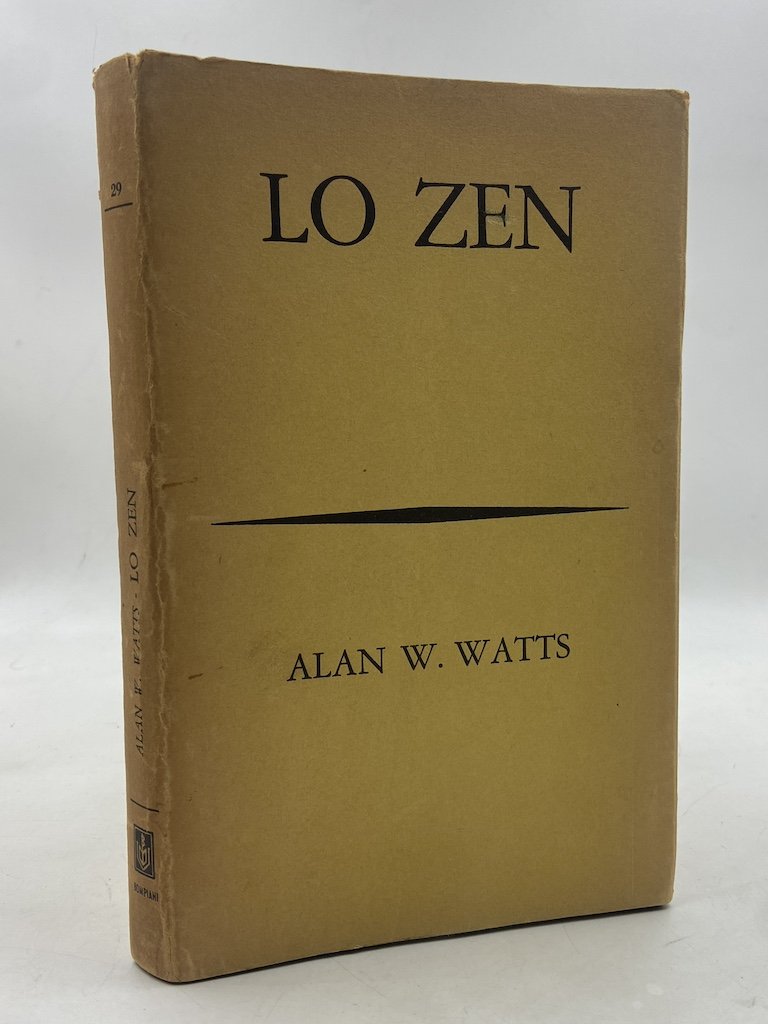 LO ZEN
ALAN W. WATTS
29
ALAN W. WATTS - LO ZEN
BOMPIANI